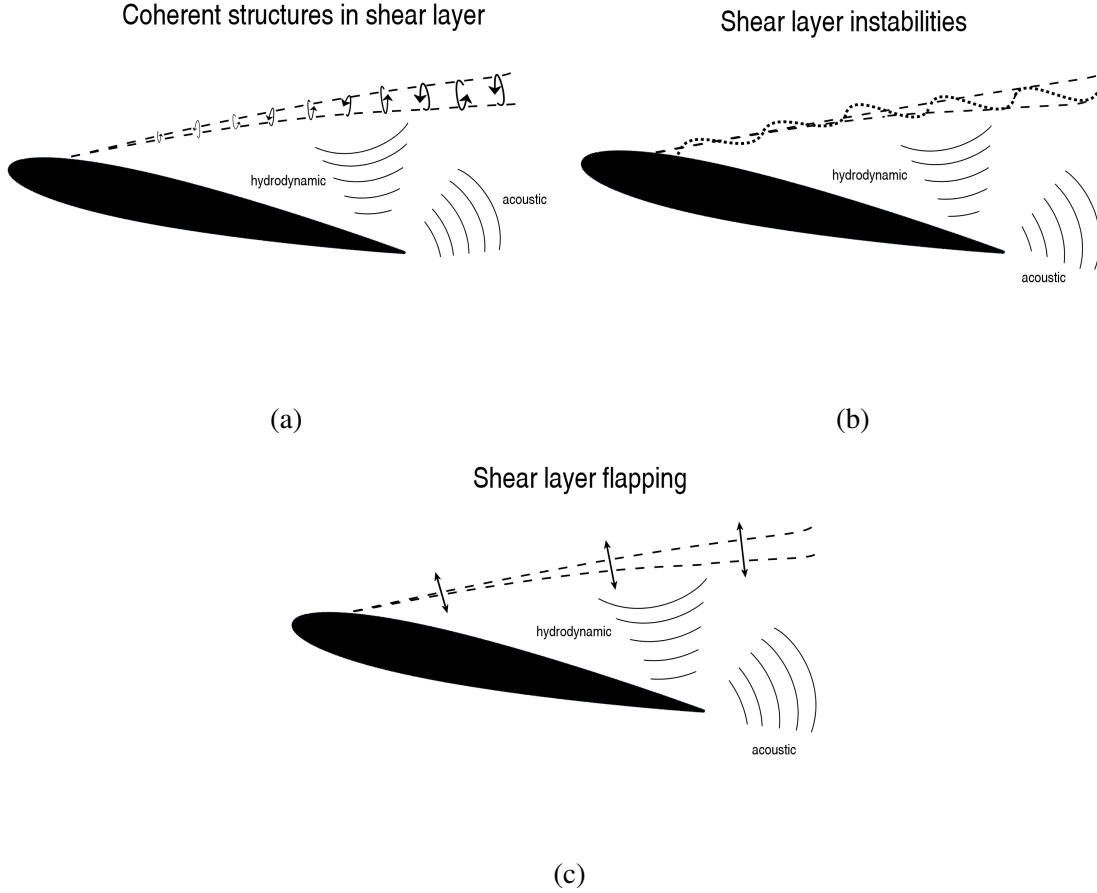 Coherent structures in shear layer
hydrodynamic
acoustic
(a)
Shear layer instabilities
hydrodynamic
acoustic
(b)
Shear layer flapping
hydrodynamic
acoustic
(c)